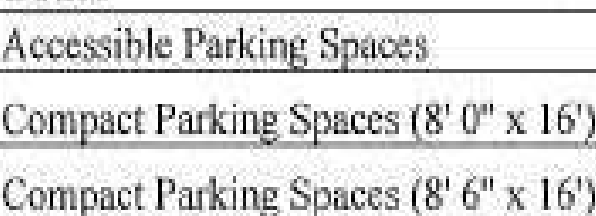 Accessible Parking Spaces
Compact Parking Spaces (8' 0" x 16')
Compact Parking Spaces (8' 6" x 16')